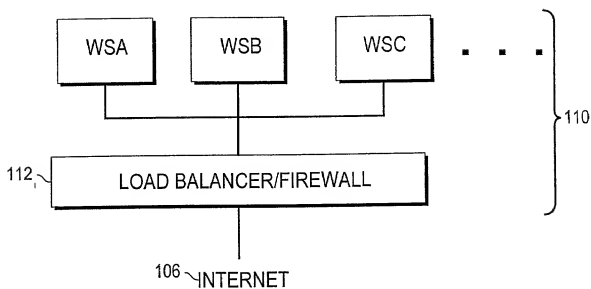 WSA WSB WSC . . .
110
112 LOAD BALANCER/FIREWALL
106 INTERNET